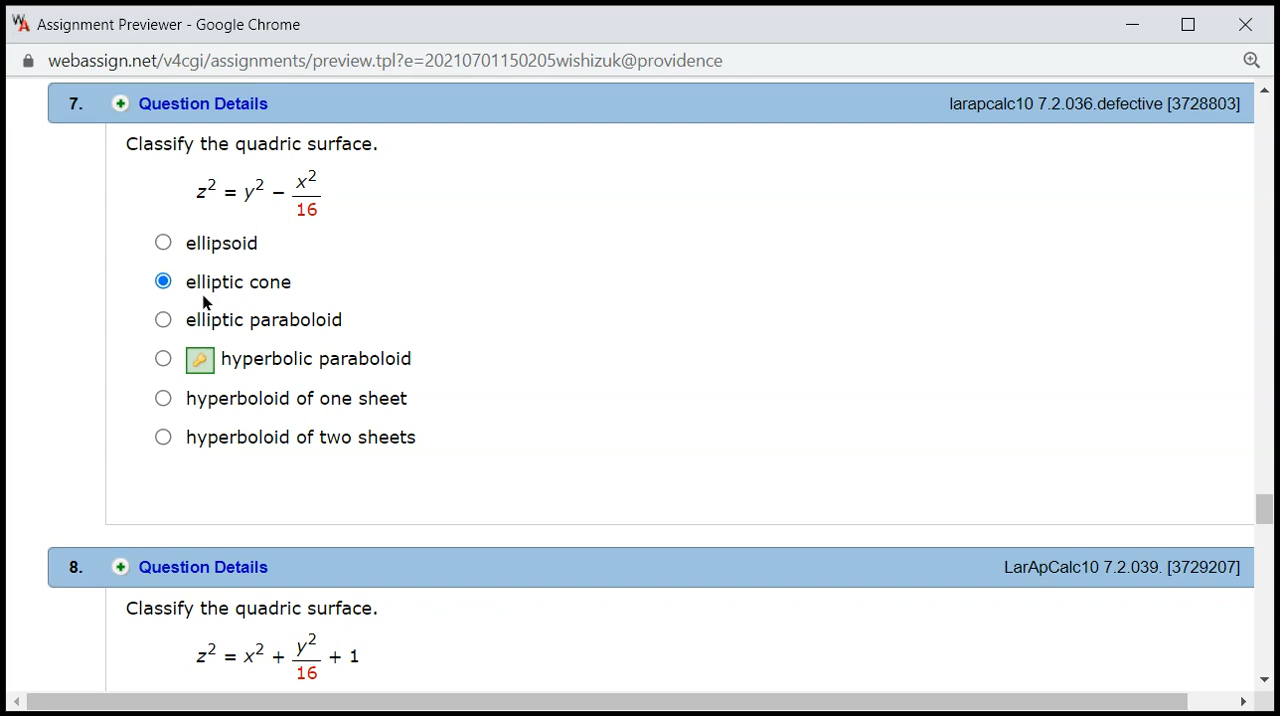 Assignment Previewer - Google Chrome
webassign.net/v4cgi/assignments/preview.tpl?e=20210701150205wishizuk@providence
7. Question Details larapcalc10 7.2.036.defective [3728803]
Classify the quadric surface.
z² = y² − x²/16
ellipsoid
elliptic cone
elliptic paraboloid
hyperbolic paraboloid
hyperboloid of one sheet
hyperboloid of two sheets
8. Question Details LarApCalc10 7.2.039. [3729207]
Classify the quadric surface.
z² = x² + y²/16 + 1